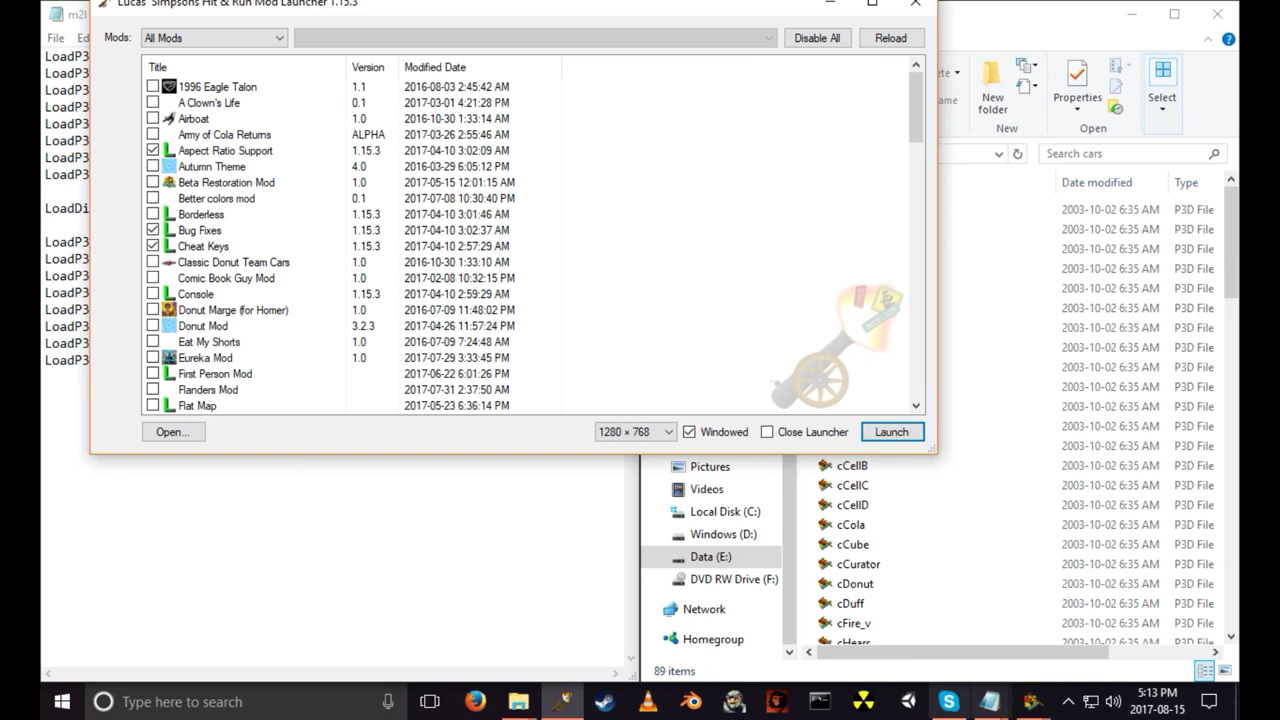 Lucas' Simpsons Hit & Run Mod Launcher 1.15.3
Mods: All Mods Disable All Reload
Title Version Modified Date
1996 Eagle Talon 1.1 2016-08-03 2:45:42 AM
A Clown's Life 0.1 2017-03-01 4:21:28 PM
Airboat 1.0 2016-10-30 1:33:14 AM
Army of Cola Returns ALPHA 2017-03-26 2:55:46 AM
Aspect Ratio Support 1.15.3 2017-04-10 3:02:09 AM
Autumn Theme 4.0 2016-03-29 6:05:12 PM
Beta Restoration Mod 1.0 2017-05-15 12:01:15 AM
Better colors mod 0.1 2017-07-08 10:30:40 PM
Borderless 1.15.3 2017-04-10 3:01:46 AM
Bug Fixes 1.15.3 2017-04-10 3:02:37 AM
Cheat Keys 1.15.3 2017-04-10 2:57:29 AM
Classic Donut Team Cars 1.0 2016-10-30 1:33:10 AM
Comic Book Guy Mod 1.0 2017-02-08 10:32:15 PM
Console 1.15.3 2017-04-10 2:59:29 AM
Donut Marge (for Homer) 1.0 2016-07-09 11:48:02 PM
Donut Mod 3.2.3 2017-04-26 11:57:24 PM
Eat My Shorts 1.0 2016-07-09 7:24:48 AM
Eureka Mod 1.0 2017-07-29 3:33:45 PM
First Person Mod 2017-06-22 6:01:26 PM
Flanders Mod 2017-07-31 2:37:50 AM
Flat Map 2017-05-23 6:36:14 PM
Open... 1280 × 768 Windowed Close Launcher Launch
m2l
File Ed
LoadP3
LoadP3
LoadP3
LoadP3
LoadP3
LoadP3
LoadP3
LoadP3
LoadDi
LoadP3
LoadP3
LoadP3
LoadP3
LoadP3
LoadP3
LoadP3
LoadP3
ete
ame
New
folder
Properties
Select
New Open
Search cars
Date modified Type
2003-10-02 6:35 AM P3D File
2003-10-02 6:35 AM P3D File
2003-10-02 6:35 AM P3D File
2003-10-02 6:35 AM P3D File
2003-10-02 6:35 AM P3D File
2003-10-02 6:35 AM P3D File
2003-10-02 6:35 AM P3D File
2003-10-02 6:35 AM P3D File
2003-10-02 6:35 AM P3D File
2003-10-02 6:35 AM P3D File
2003-10-02 6:35 AM P3D File
2003-10-02 6:35 AM P3D File
2003-10-02 6:35 AM P3D File
cCellB 2003-10-02 6:35 AM P3D File
cCellC 2003-10-02 6:35 AM P3D File
cCellD 2003-10-02 6:35 AM P3D File
cCola 2003-10-02 6:35 AM P3D File
cCube 2003-10-02 6:35 AM P3D File
cCurator 2003-10-02 6:35 AM P3D File
cDonut 2003-10-02 6:35 AM P3D File
cDuff 2003-10-02 6:35 AM P3D File
cFire_v 2003-10-02 6:35 AM P3D File
cHears 2003-10-02 6:35 AM P3D File
Pictures
Videos
Local Disk (C:)
Windows (D:)
Data (E:)
DVD RW Drive (F:)
Network
Homegroup
89 items
Type here to search
5:13 PM
2017-08-15